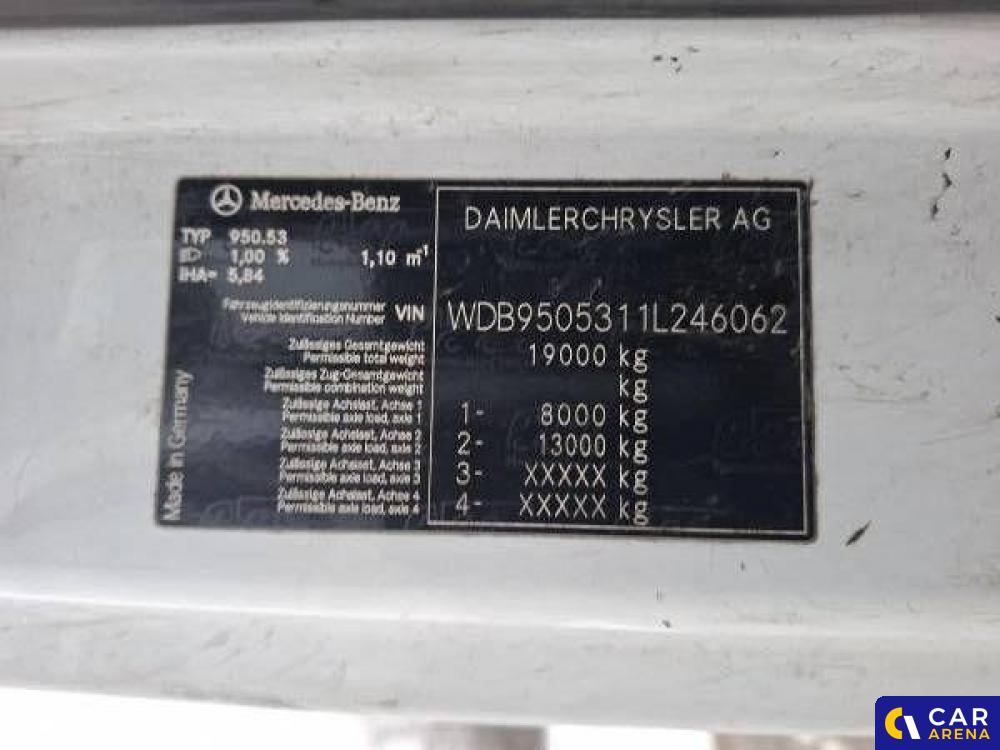 Mercedes-Benz
TYP 950.53
1,00 % 1,10 m⁻¹
IHA= 5,84
Fahrzeugidentifizierungsnummer
Vehicle Identification Number VIN
Zulässiges Gesamtgewicht
Permissible total weight
Zulässiges Zug-Gesamtgewicht
Permissible combination weight
Zulässige Achslast, Achse 1
Permissible axle load, axle 1
Zulässige Achslast, Achse 2
Permissible axle load, axle 2
Zulässige Achslast, Achse 3
Permissible axle load, axle 3
Zulässige Achslast, Achse 4
Permissible axle load, axle 4
Made in Germany
DAIMLERCHRYSLER AG
WDB9505311L246062
19000 kg
kg
1- 8000 kg
2- 13000 kg
3- XXXXX kg
4- XXXXX kg
CAR
ARENA